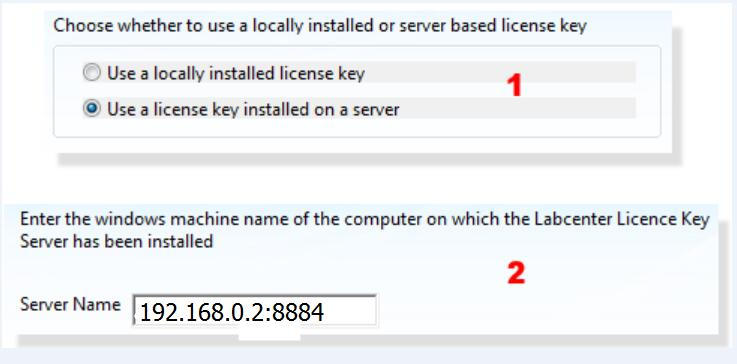 Choose whether to use a locally installed or server based license key
Use a locally installed license key
1
Use a license key installed on a server
Enter the windows machine name of the computer on which the Labcenter Licence Key
Server has been installed
2
Server Name 192.168.0.2:8884